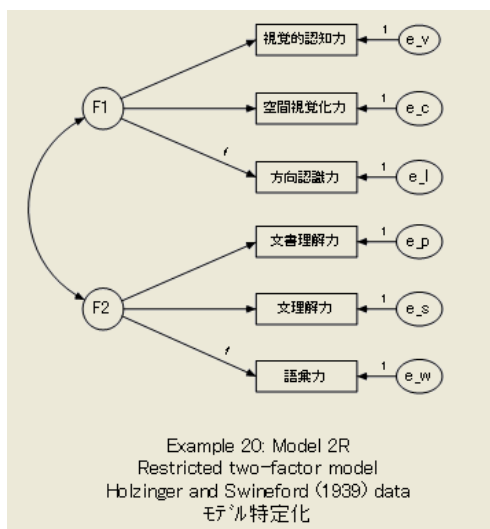 視覚的認知力
1
e_v
F1
空間視覚化力
1
e_c
方向認識力
1
e_l
文書理解力
1
e_p
F2
文理解力
1
e_s
語彙力
1
e_w
Example 20: Model 2R
Restricted two-factor model
Holzinger and Swineford (1939) data
モデル特定化